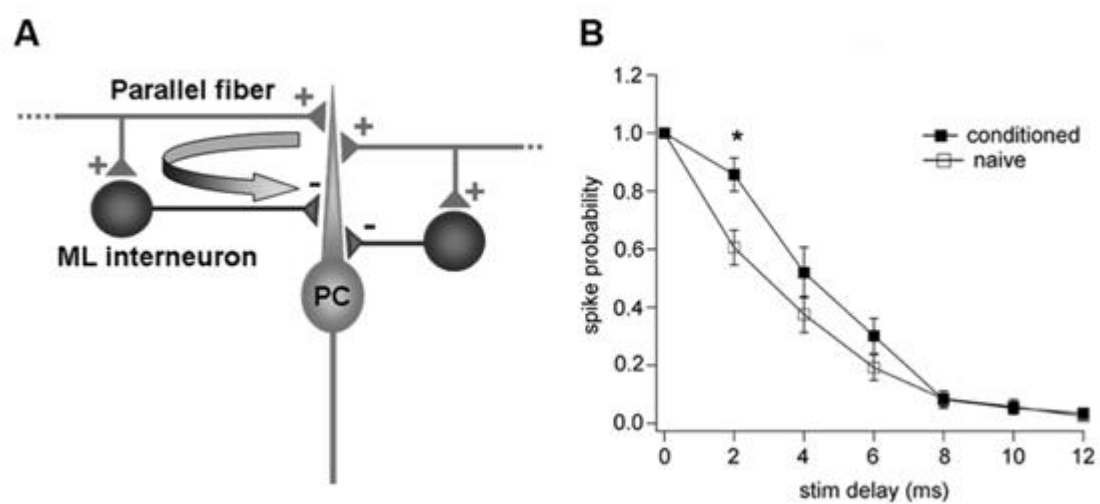 A
Parallel fiber
+
+
+
+
-
-
ML interneuron
PC
B
1.2
1.0
0.8
0.6
0.4
0.2
0.0
spike probability
*
conditioned
naive
0
2
4
6
8
10
12
stim delay (ms)